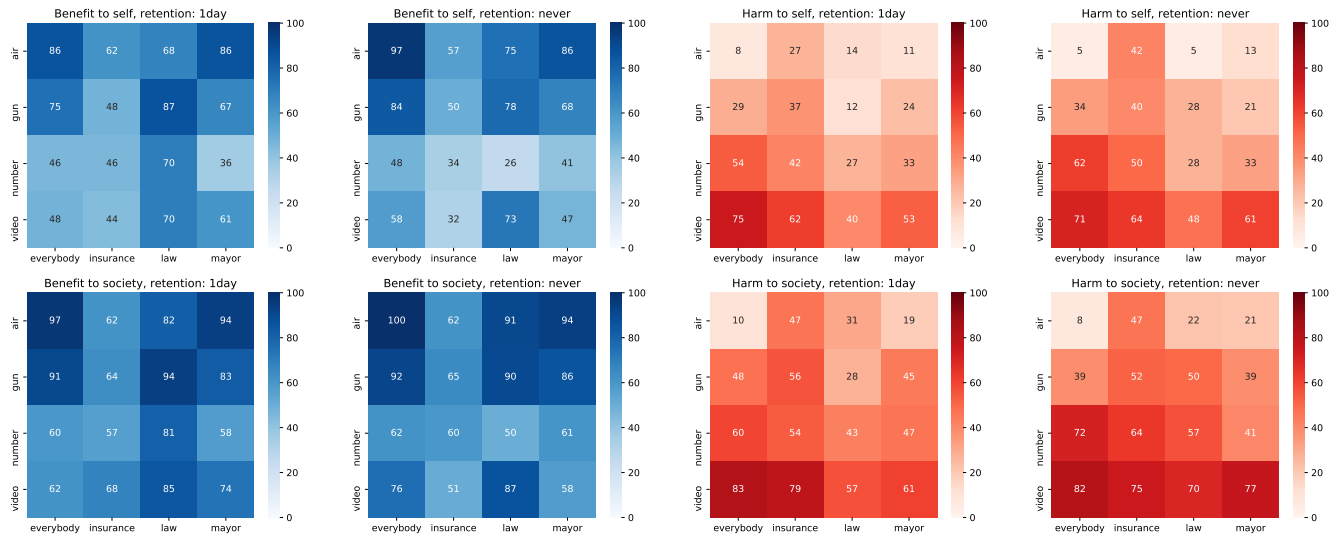 Benefit to self, retention: 1day
100
80
60
40
20
0
air
gun
number
video
86 62 68 86
75 48 87 67
46 46 70 36
48 44 70 61
everybody insurance law mayor
Benefit to self, retention: never
100
80
60
40
20
0
air
gun
number
video
97 57 75 86
84 50 78 68
48 34 26 41
58 32 73 47
everybody insurance law mayor
Harm to self, retention: 1day
100
80
60
40
20
0
air
gun
number
video
8 27 14 11
29 37 12 24
54 42 27 33
75 62 40 53
everybody insurance law mayor
Harm to self, retention: never
100
80
60
40
20
0
air
gun
number
video
5 42 5 13
34 40 28 21
62 50 28 33
71 64 48 61
everybody insurance law mayor
Benefit to society, retention: 1day
100
80
60
40
20
0
air
gun
number
video
97 62 82 94
91 64 94 83
60 57 81 58
62 68 85 74
everybody insurance law mayor
Benefit to society, retention: never
100
80
60
40
20
0
air
gun
number
video
100 62 91 94
92 65 90 86
62 60 50 61
76 51 87 58
everybody insurance law mayor
Harm to society, retention: 1day
100
80
60
40
20
0
air
gun
number
video
10 47 31 19
48 56 28 45
60 54 43 47
83 79 57 61
everybody insurance law mayor
Harm to society, retention: never
100
80
60
40
20
0
air
gun
number
video
8 47 22 21
39 52 50 39
72 64 57 41
82 75 70 77
everybody insurance law mayor